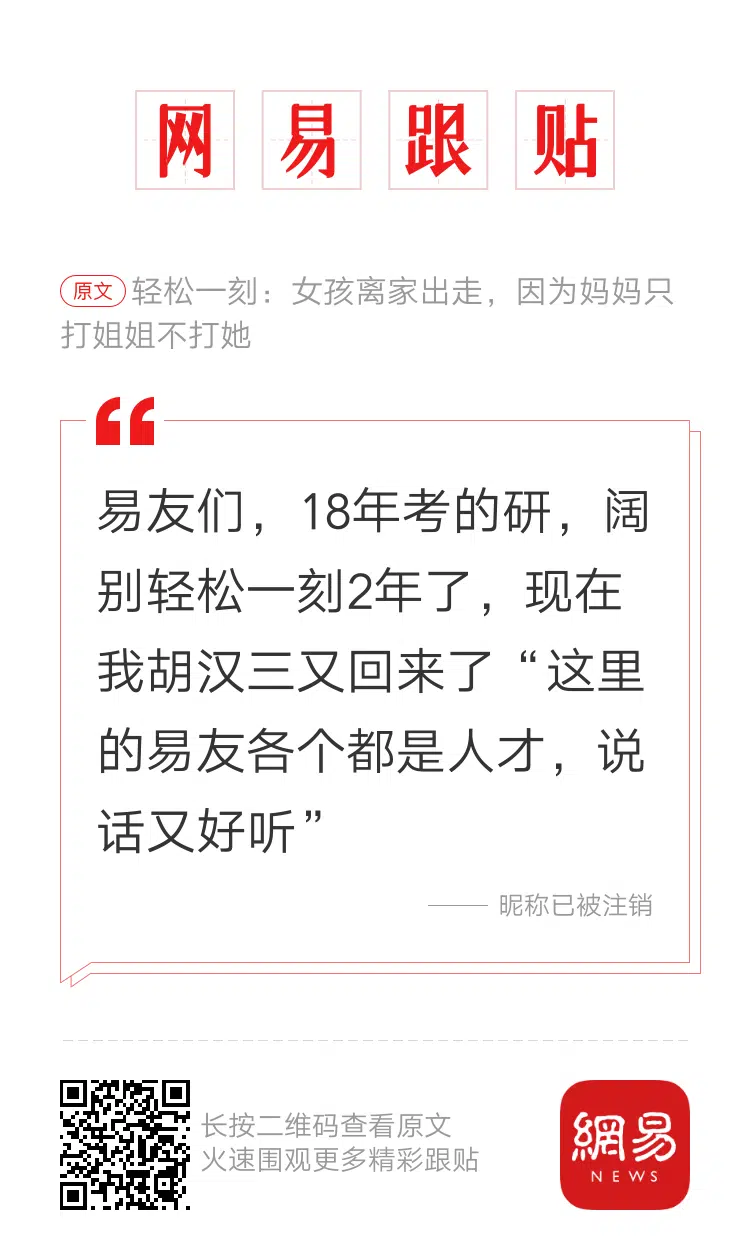 网易跟贴
原文 轻松一刻：女孩离家出走，因为妈妈只
打姐姐不打她
易友们，18年考的研，阔
别轻松一刻2年了，现在
我胡汉三又回来了“这里
的易友各个都是人才，说
话又好听”
—— 昵称已被注销
长按二维码查看原文
火速围观更多精彩跟贴
網易
NEWS